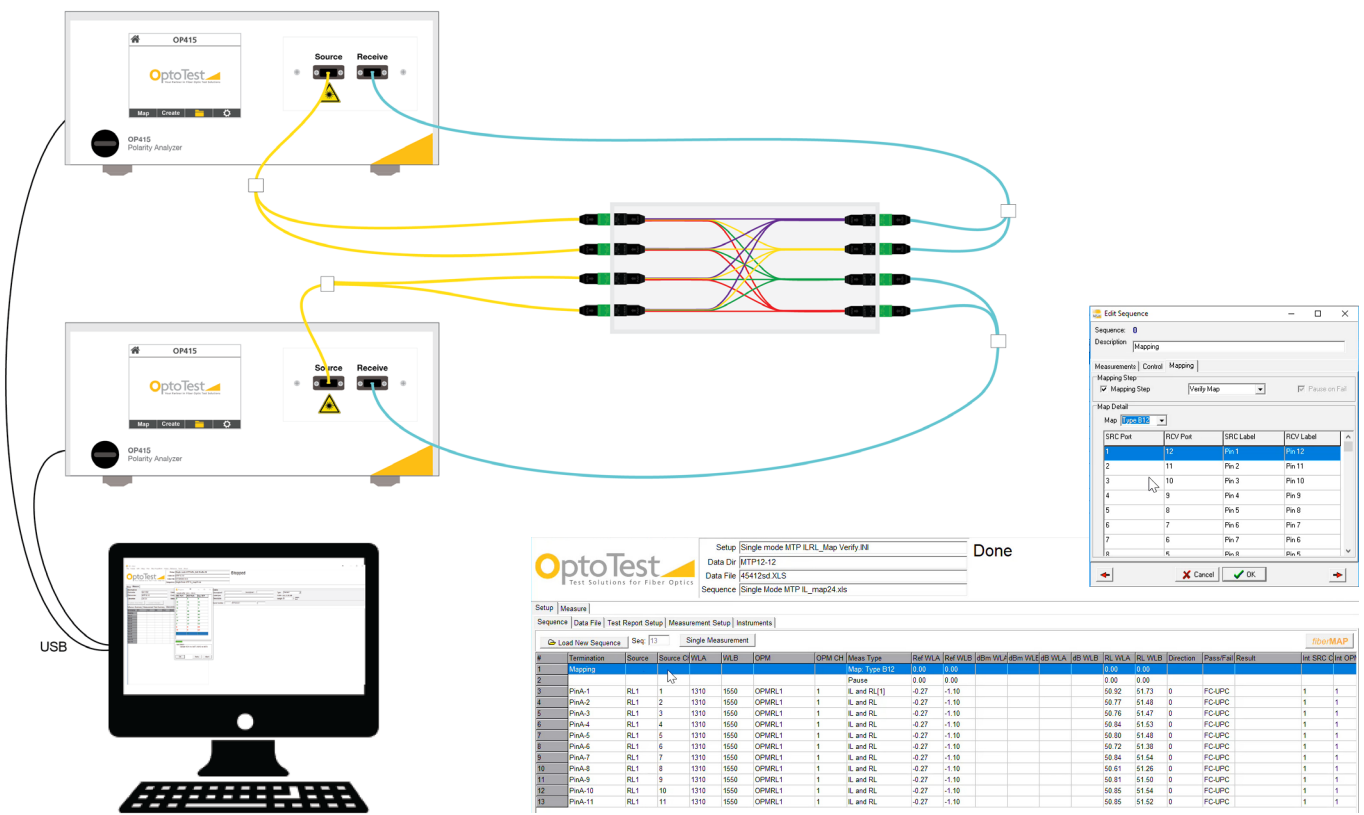 OP415
OptoTest
Map Create
OP415
Polarity Analyzer
Source Receive
OP415
OptoTest
Map Create
OP415
Polarity Analyzer
Source Receive
USB
OptoTest
Stopped
Edit Sequence
Sequence: 0
Description Mapping
Measurements Control Mapping
Mapping Step
Mapping Step Verify Map Pause on Fail
Map Detail
Map Type B12
SRC Port RCV Port SRC Label RCV Label
1 12 Pin 1 Pin 12
2 11 Pin 2 Pin 11
3 10 Pin 3 Pin 10
4 9 Pin 4 Pin 9
5 8 Pin 5 Pin 8
6 7 Pin 6 Pin 7
7 6 Pin 7 Pin 6
8 5 Pin 8 Pin 5
Cancel OK
OptoTest
Test Solutions for Fiber Optics
Setup Single mode MTP ILRL_Map Verify.INI
Data Dir MTP12-12
Data File 45412sd.XLS
Sequence Single Mode MTP IL_map24.xls
Done
Setup Measure
Sequence Data File Test Report Setup Measurement Setup Instruments
Load New Sequence Seq: 13 Single Measurement fiberMAP
# Termination Source Source C WLA WLB OPM OPM CH Meas Type Ref WLA Ref WLB dBm WLA dBm WLB dB WLA dB WLB RL WLA RL WLB Direction Pass/Fail Result Int SRC C Int OPM
1 Mapping Map: Type B12 0.00 0.00 0.00 0.00
2 Pause 0.00 0.00 0.00 0.00
3 PinA-1 RL1 1 1310 1550 OPMRL1 1 IL and RL[1] -0.27 -1.10 50.92 51.73 0 FC-UPC 1 1
4 PinA-2 RL1 2 1310 1550 OPMRL1 1 IL and RL -0.27 -1.10 50.77 51.48 0 FC-UPC 1 1
5 PinA-3 RL1 3 1310 1550 OPMRL1 1 IL and RL -0.27 -1.10 50.76 51.47 0 FC-UPC 1 1
6 PinA-4 RL1 4 1310 1550 OPMRL1 1 IL and RL -0.27 -1.10 50.84 51.53 0 FC-UPC 1 1
7 PinA-5 RL1 5 1310 1550 OPMRL1 1 IL and RL -0.27 -1.10 50.80 51.48 0 FC-UPC 1 1
8 PinA-6 RL1 6 1310 1550 OPMRL1 1 IL and RL -0.27 -1.10 50.72 51.38 0 FC-UPC 1 1
9 PinA-7 RL1 7 1310 1550 OPMRL1 1 IL and RL -0.27 -1.10 50.84 51.54 0 FC-UPC 1 1
10 PinA-8 RL1 8 1310 1550 OPMRL1 1 IL and RL -0.27 -1.10 50.61 51.26 0 FC-UPC 1 1
11 PinA-9 RL1 9 1310 1550 OPMRL1 1 IL and RL -0.27 -1.10 50.81 51.50 0 FC-UPC 1 1
12 PinA-10 RL1 10 1310 1550 OPMRL1 1 IL and RL -0.27 -1.10 50.85 51.54 0 FC-UPC 1 1
13 PinA-11 RL1 11 1310 1550 OPMRL1 1 IL and RL -0.27 -1.10 50.85 51.52 0 FC-UPC 1 1